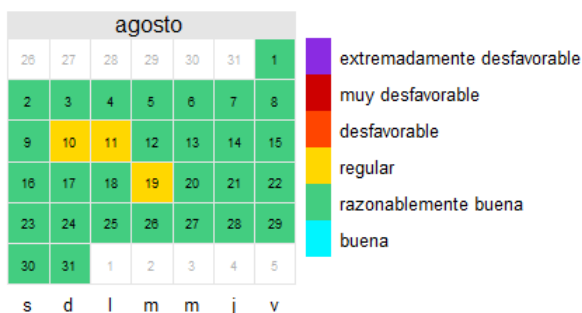 agosto
26 27 28 29 30 31 1
2 3 4 5 6 7 8
9 10 11 12 13 14 15
16 17 18 19 20 21 22
23 24 25 26 27 28 29
30 31 1 2 3 4 5
s d l m m j v
extremadamente desfavorable
muy desfavorable
desfavorable
regular
razonablemente buena
buena